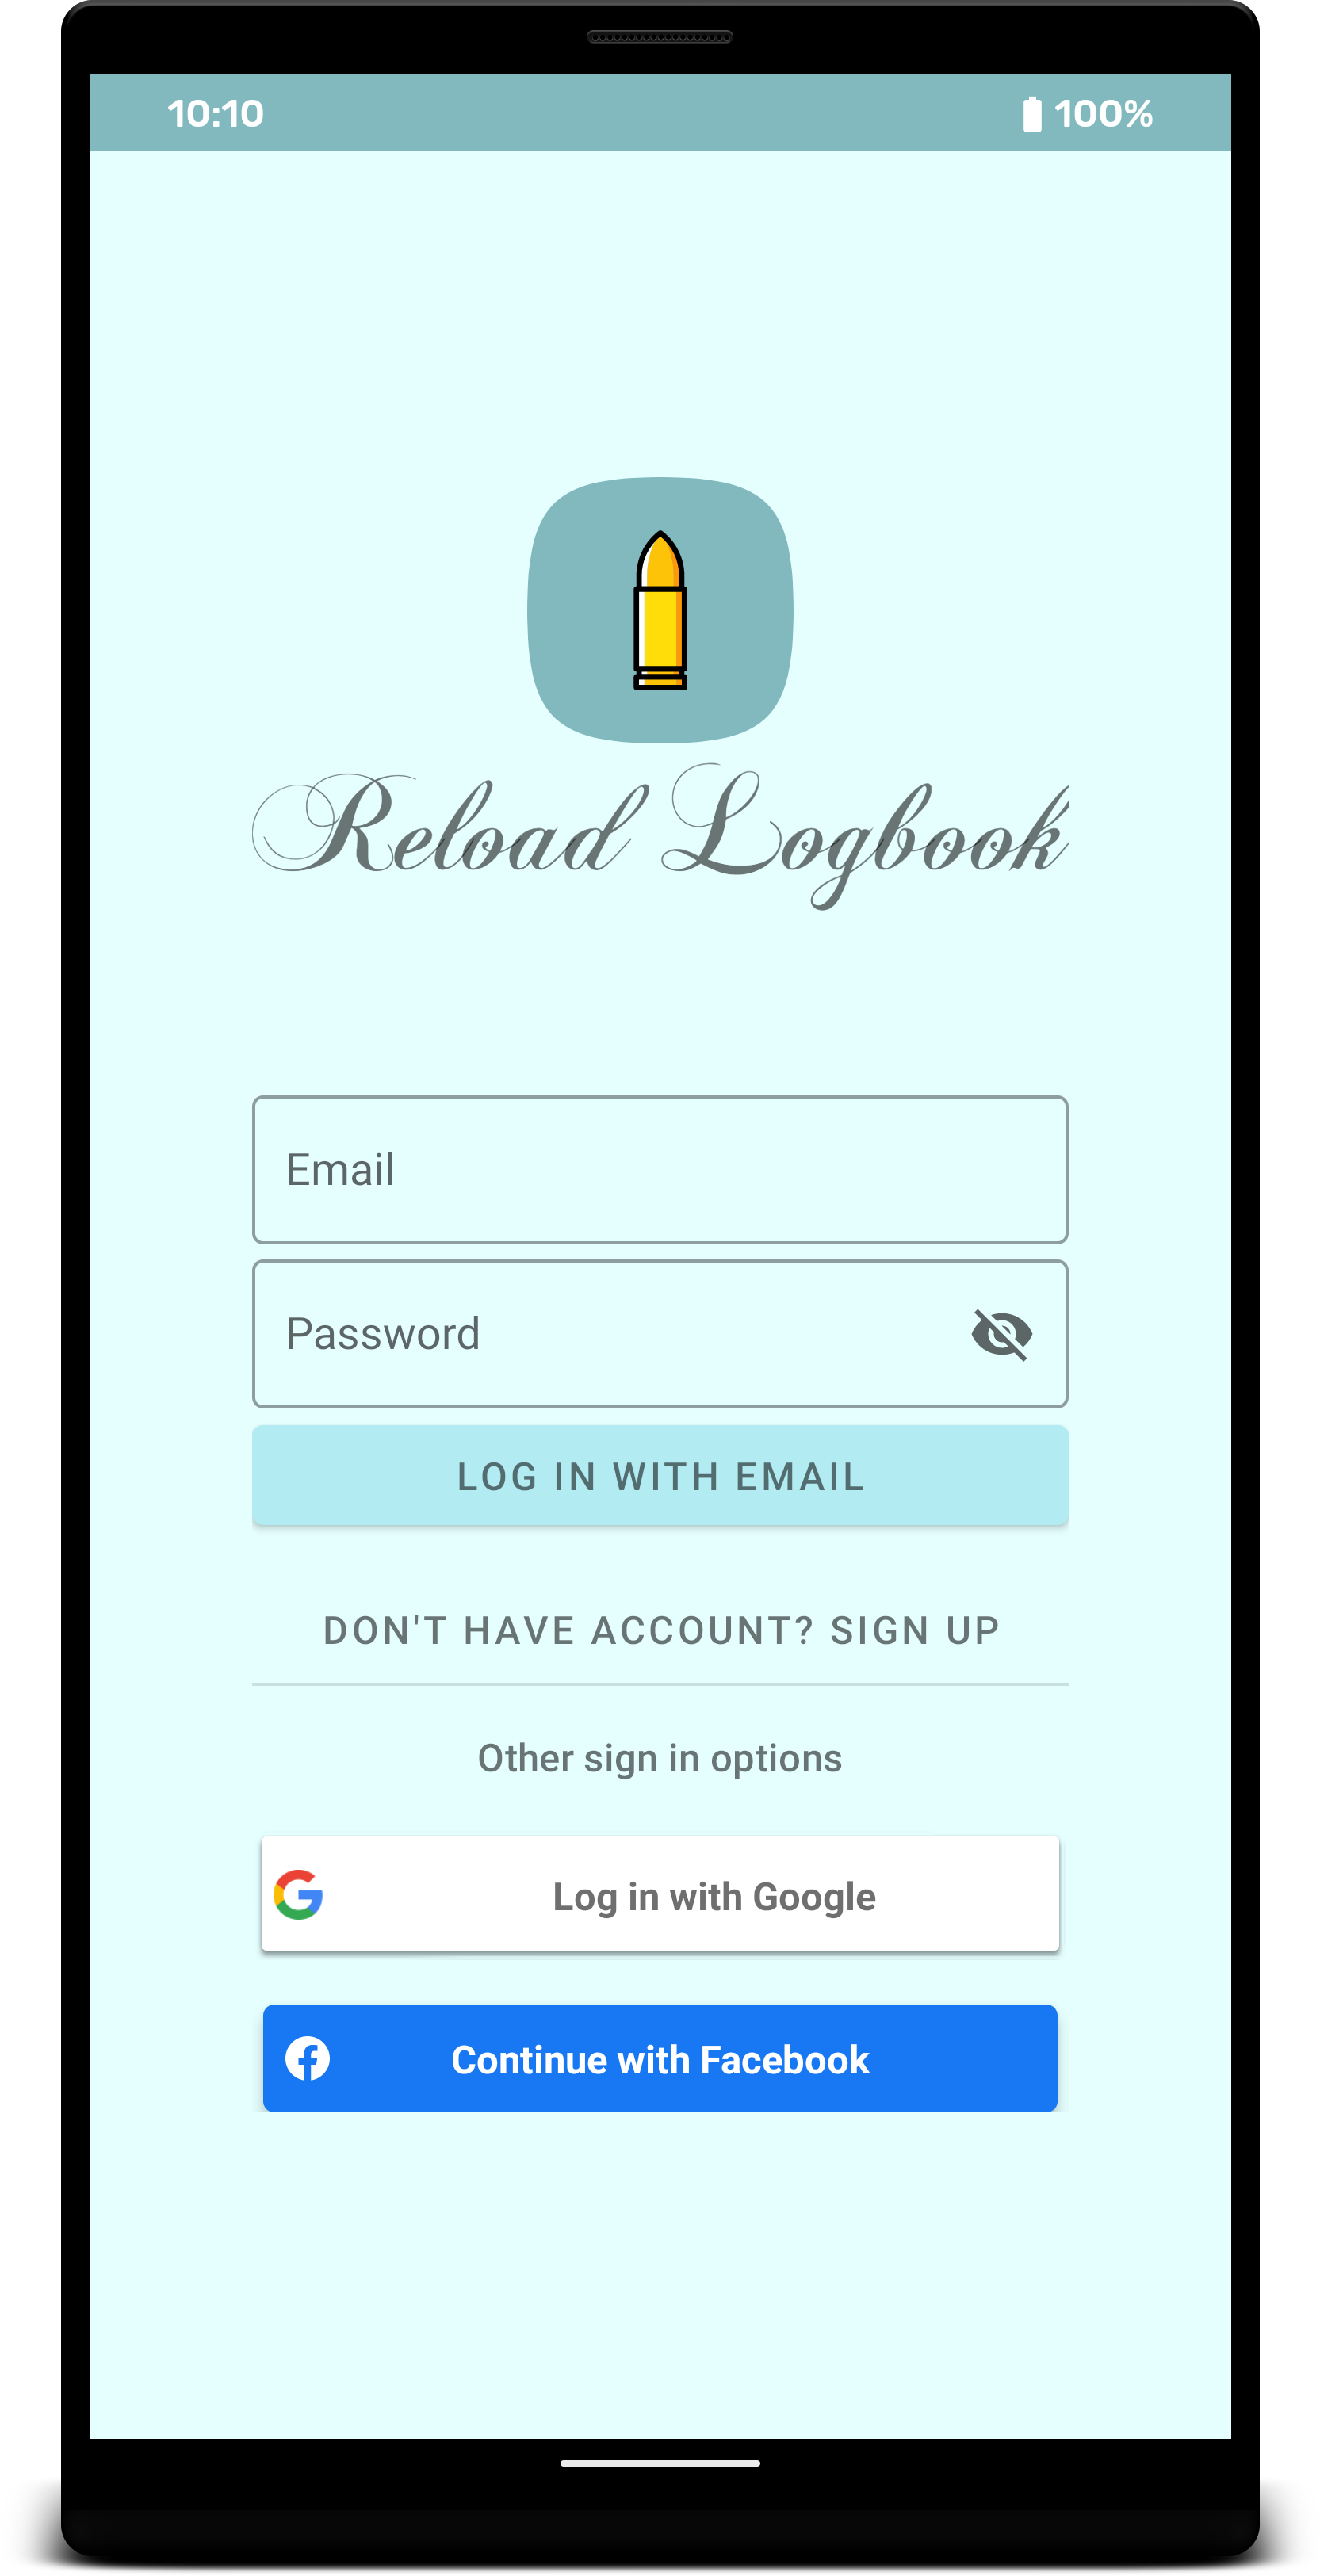 10:10 100%
Reload Logbook
Email
Password
LOG IN WITH EMAIL
DON'T HAVE ACCOUNT? SIGN UP
Other sign in options
Log in with Google
Continue with Facebook